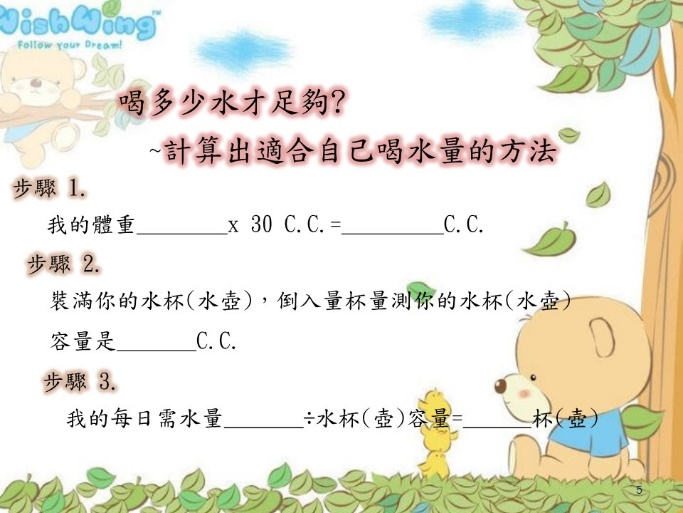 WishWing™
Follow your Dream!
喝多少水才足夠?
~計算出適合自己喝水量的方法
步驟 1.
我的體重________x 30 C.C.=_________C.C.
步驟 2.
裝滿你的水杯(水壺)，倒入量杯量測你的水杯(水壺)
容量是_______C.C.
步驟 3.
我的每日需水量_______÷水杯(壺)容量=______杯(壺)
5